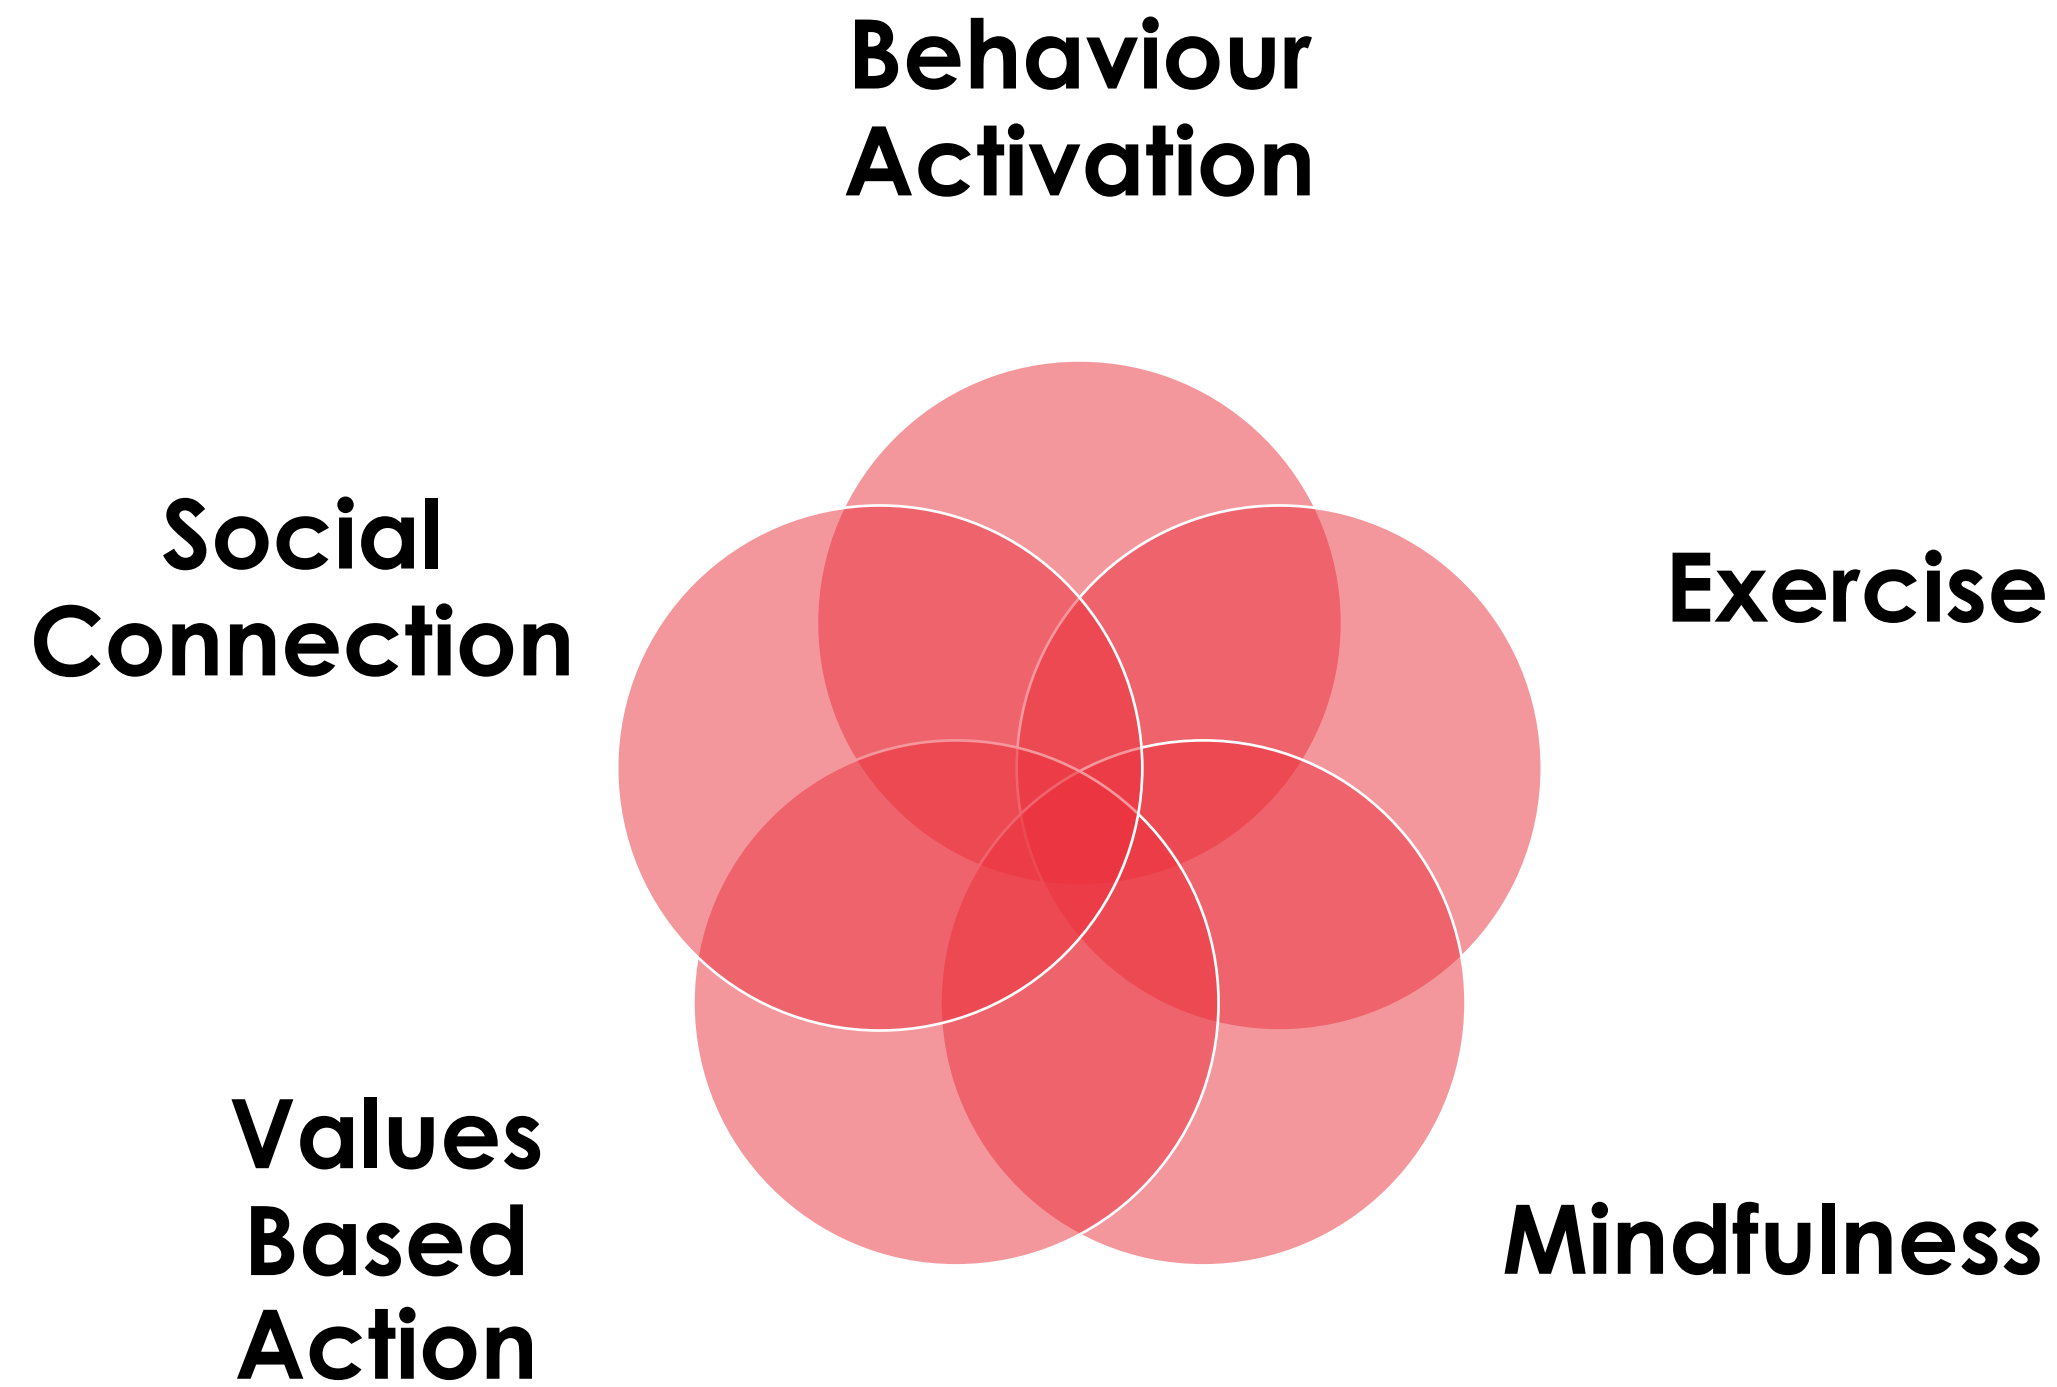 Behaviour
Activation
Social
Connection
Exercise
Values
Based
Action
Mindfulness